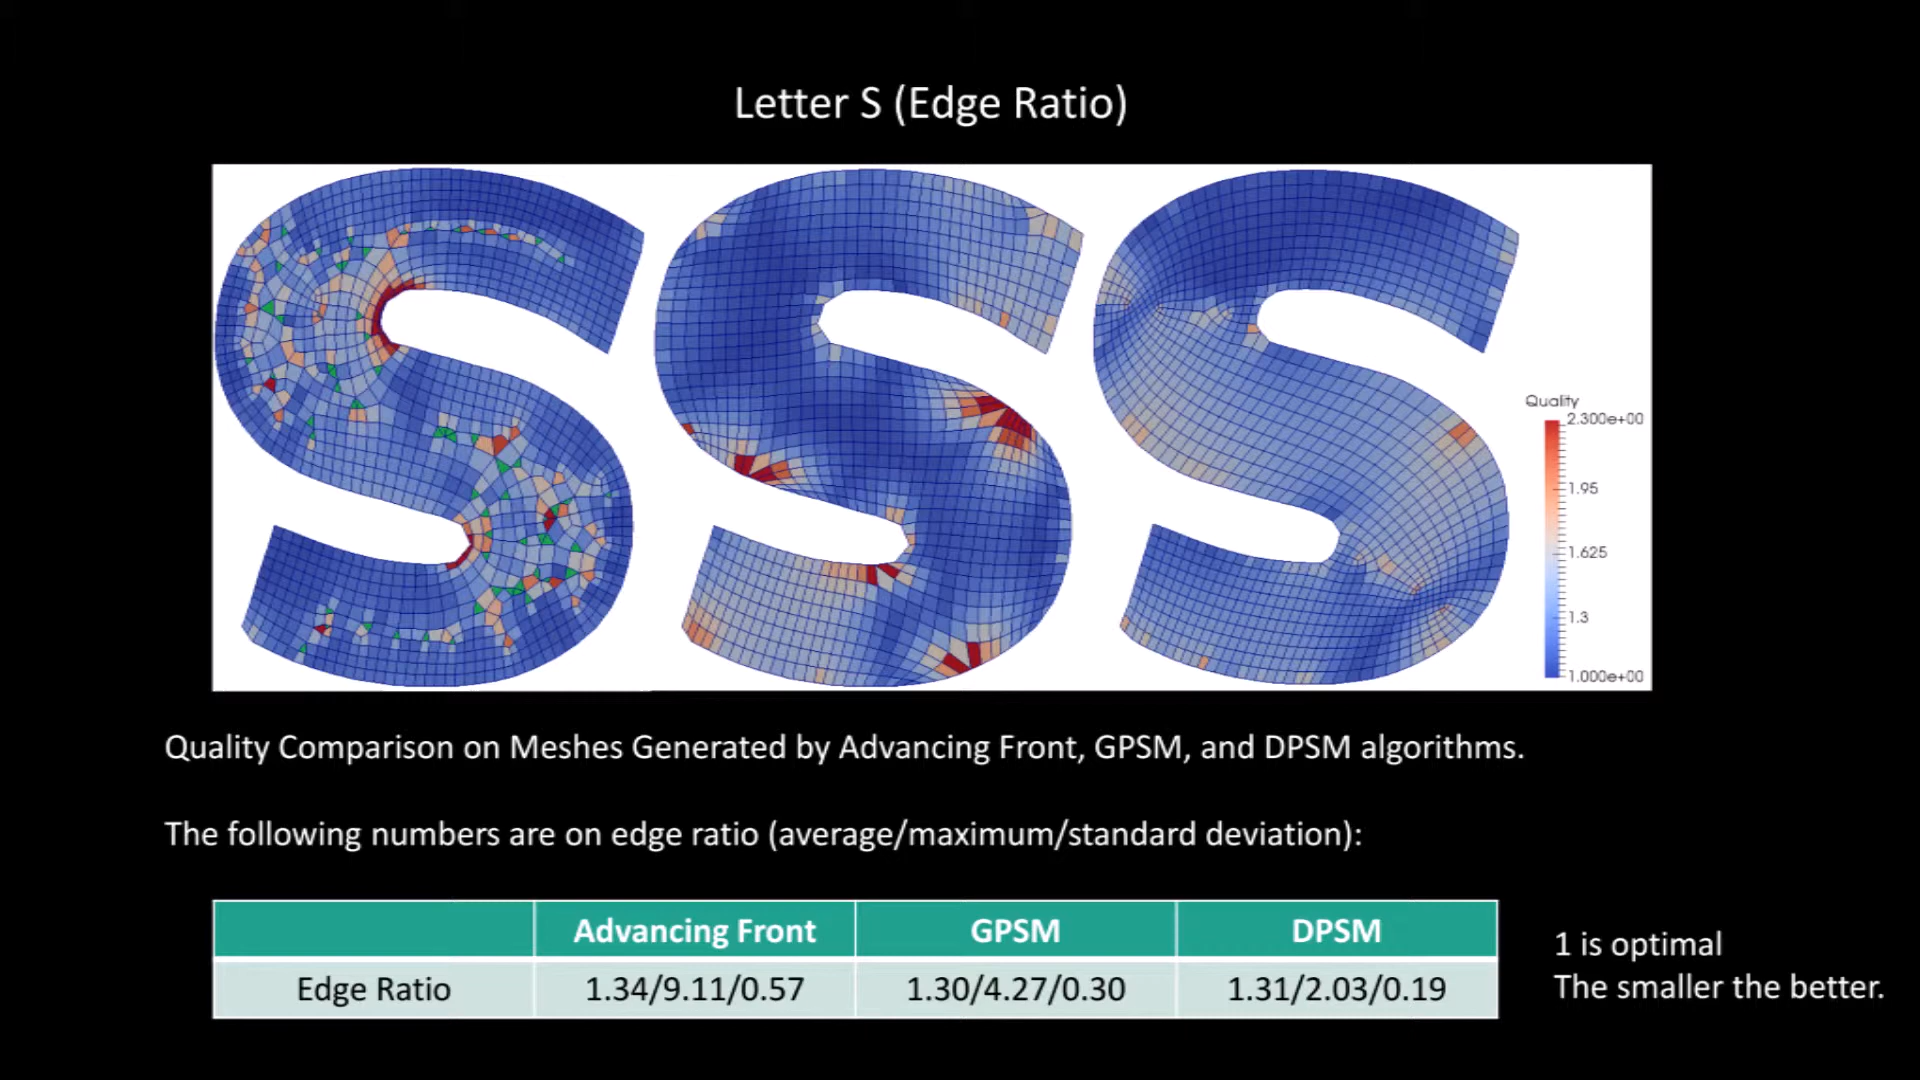 Letter S (Edge Ratio)
Quality
2.300e+00
1.95
1.625
1.3
1.000e+00
Quality Comparison on Meshes Generated by Advancing Front, GPSM, and DPSM algorithms.
The following numbers are on edge ratio (average/maximum/standard deviation):
Advancing Front GPSM DPSM
Edge Ratio 1.34/9.11/0.57 1.30/4.27/0.30 1.31/2.03/0.19
1 is optimal
The smaller the better.